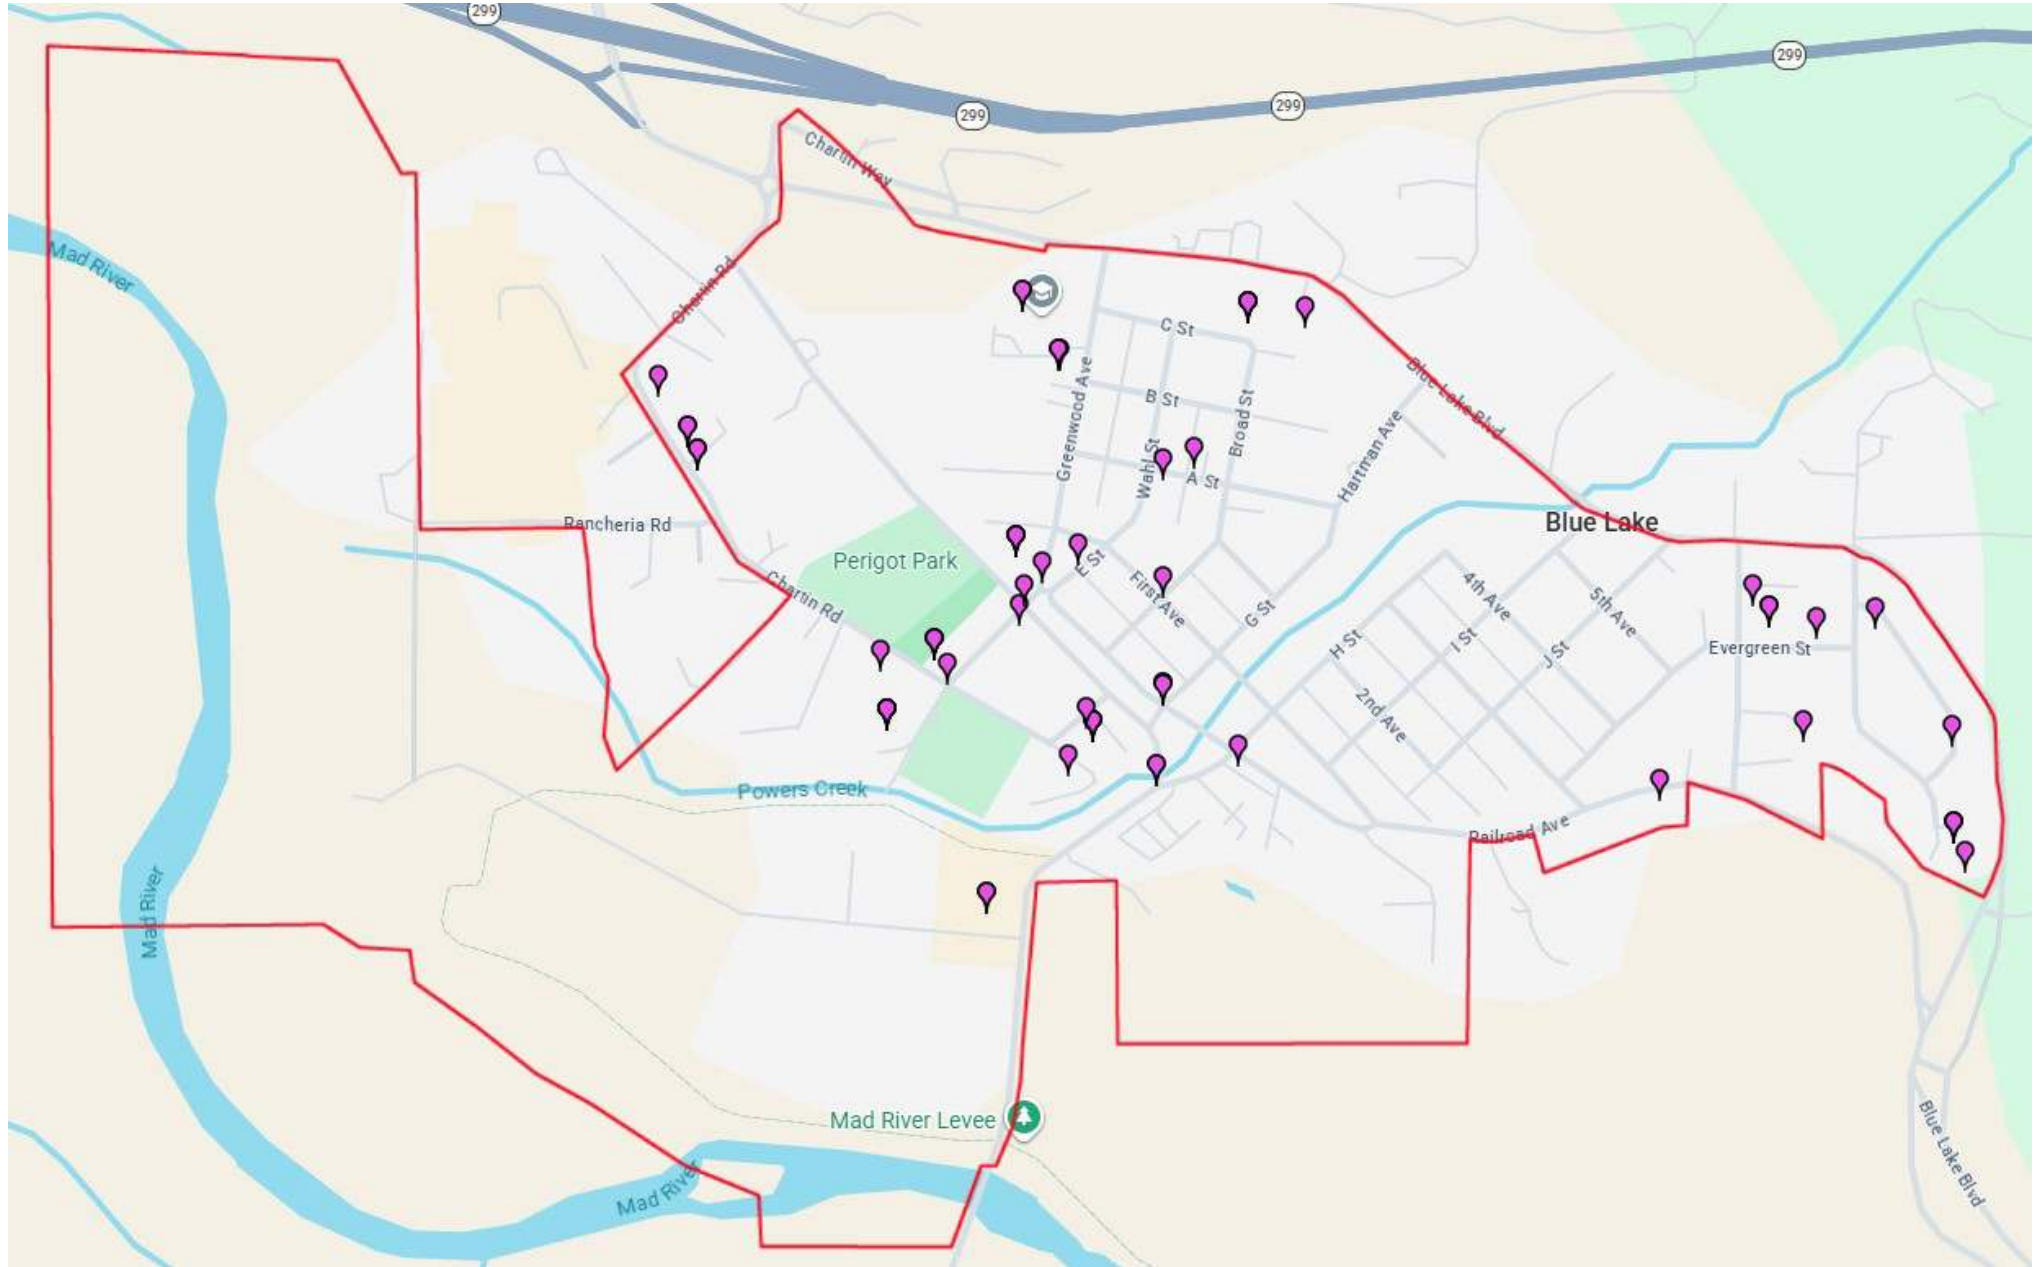 299
299
299
299
Chartin Way
Mad River
Chartin Rd
C St
Greenwood Ave
B St
Broad St
Blue Lake Blvd
Wahl St
A St
Hartman Ave
Rancheria Rd
Blue Lake
Perigot Park
E St
Chartin Rd
First Ave
G St
4th Ave
5th Ave
H St
I St
J St
Evergreen St
2nd Ave
Powers Creek
Railroad Ave
Mad River
Mad River Levee
Mad River
Blue Lake Blvd